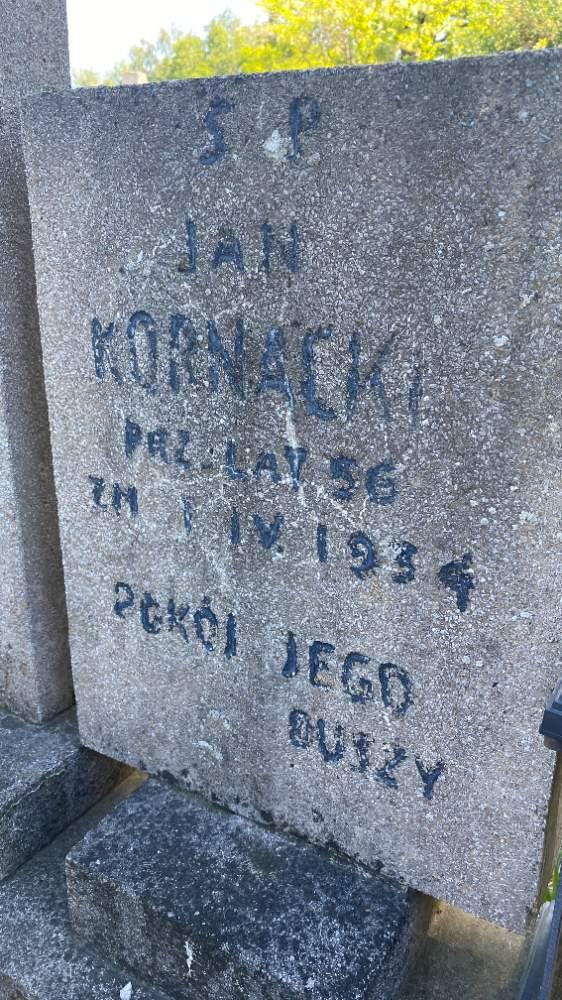 Ś P
JAN
KORNACKI
PRZ. LAT 56
ZM 1 IV. 1934
POKÓJ JEGO
DUSZY